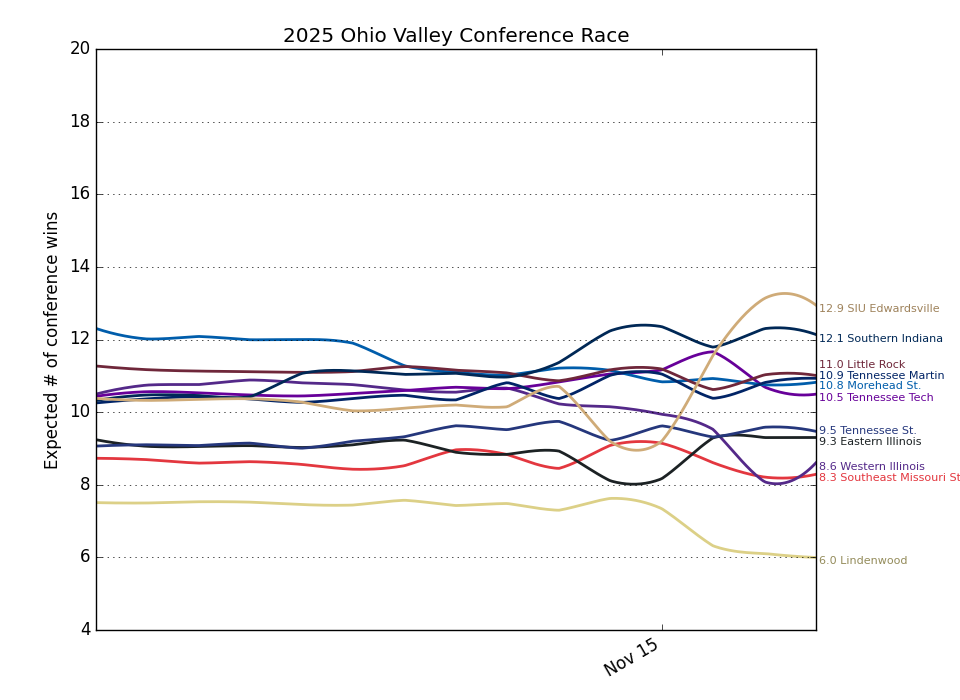 2025 Ohio Valley Conference Race
Expected # of conference wins
20
18
16
14
12
10
8
6
4
Nov 15
12.9 SIU Edwardsville
12.1 Southern Indiana
11.0 Little Rock
10.9 Tennessee Martin
10.8 Morehead St.
10.5 Tennessee Tech
9.5 Tennessee St.
9.3 Eastern Illinois
8.6 Western Illinois
8.3 Southeast Missouri St
6.0 Lindenwood